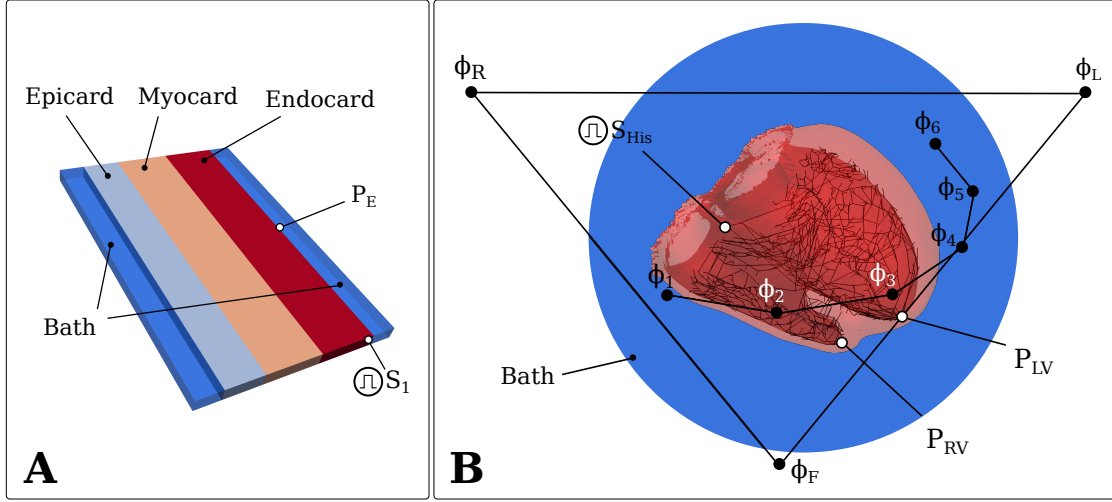 Epicard
Myocard
Endocard
P_E
Bath
S_1
A
ϕ_R
ϕ_L
S_His
ϕ_6
ϕ_5
ϕ_4
ϕ_1
ϕ_2
ϕ_3
Bath
P_LV
P_RV
ϕ_F
B